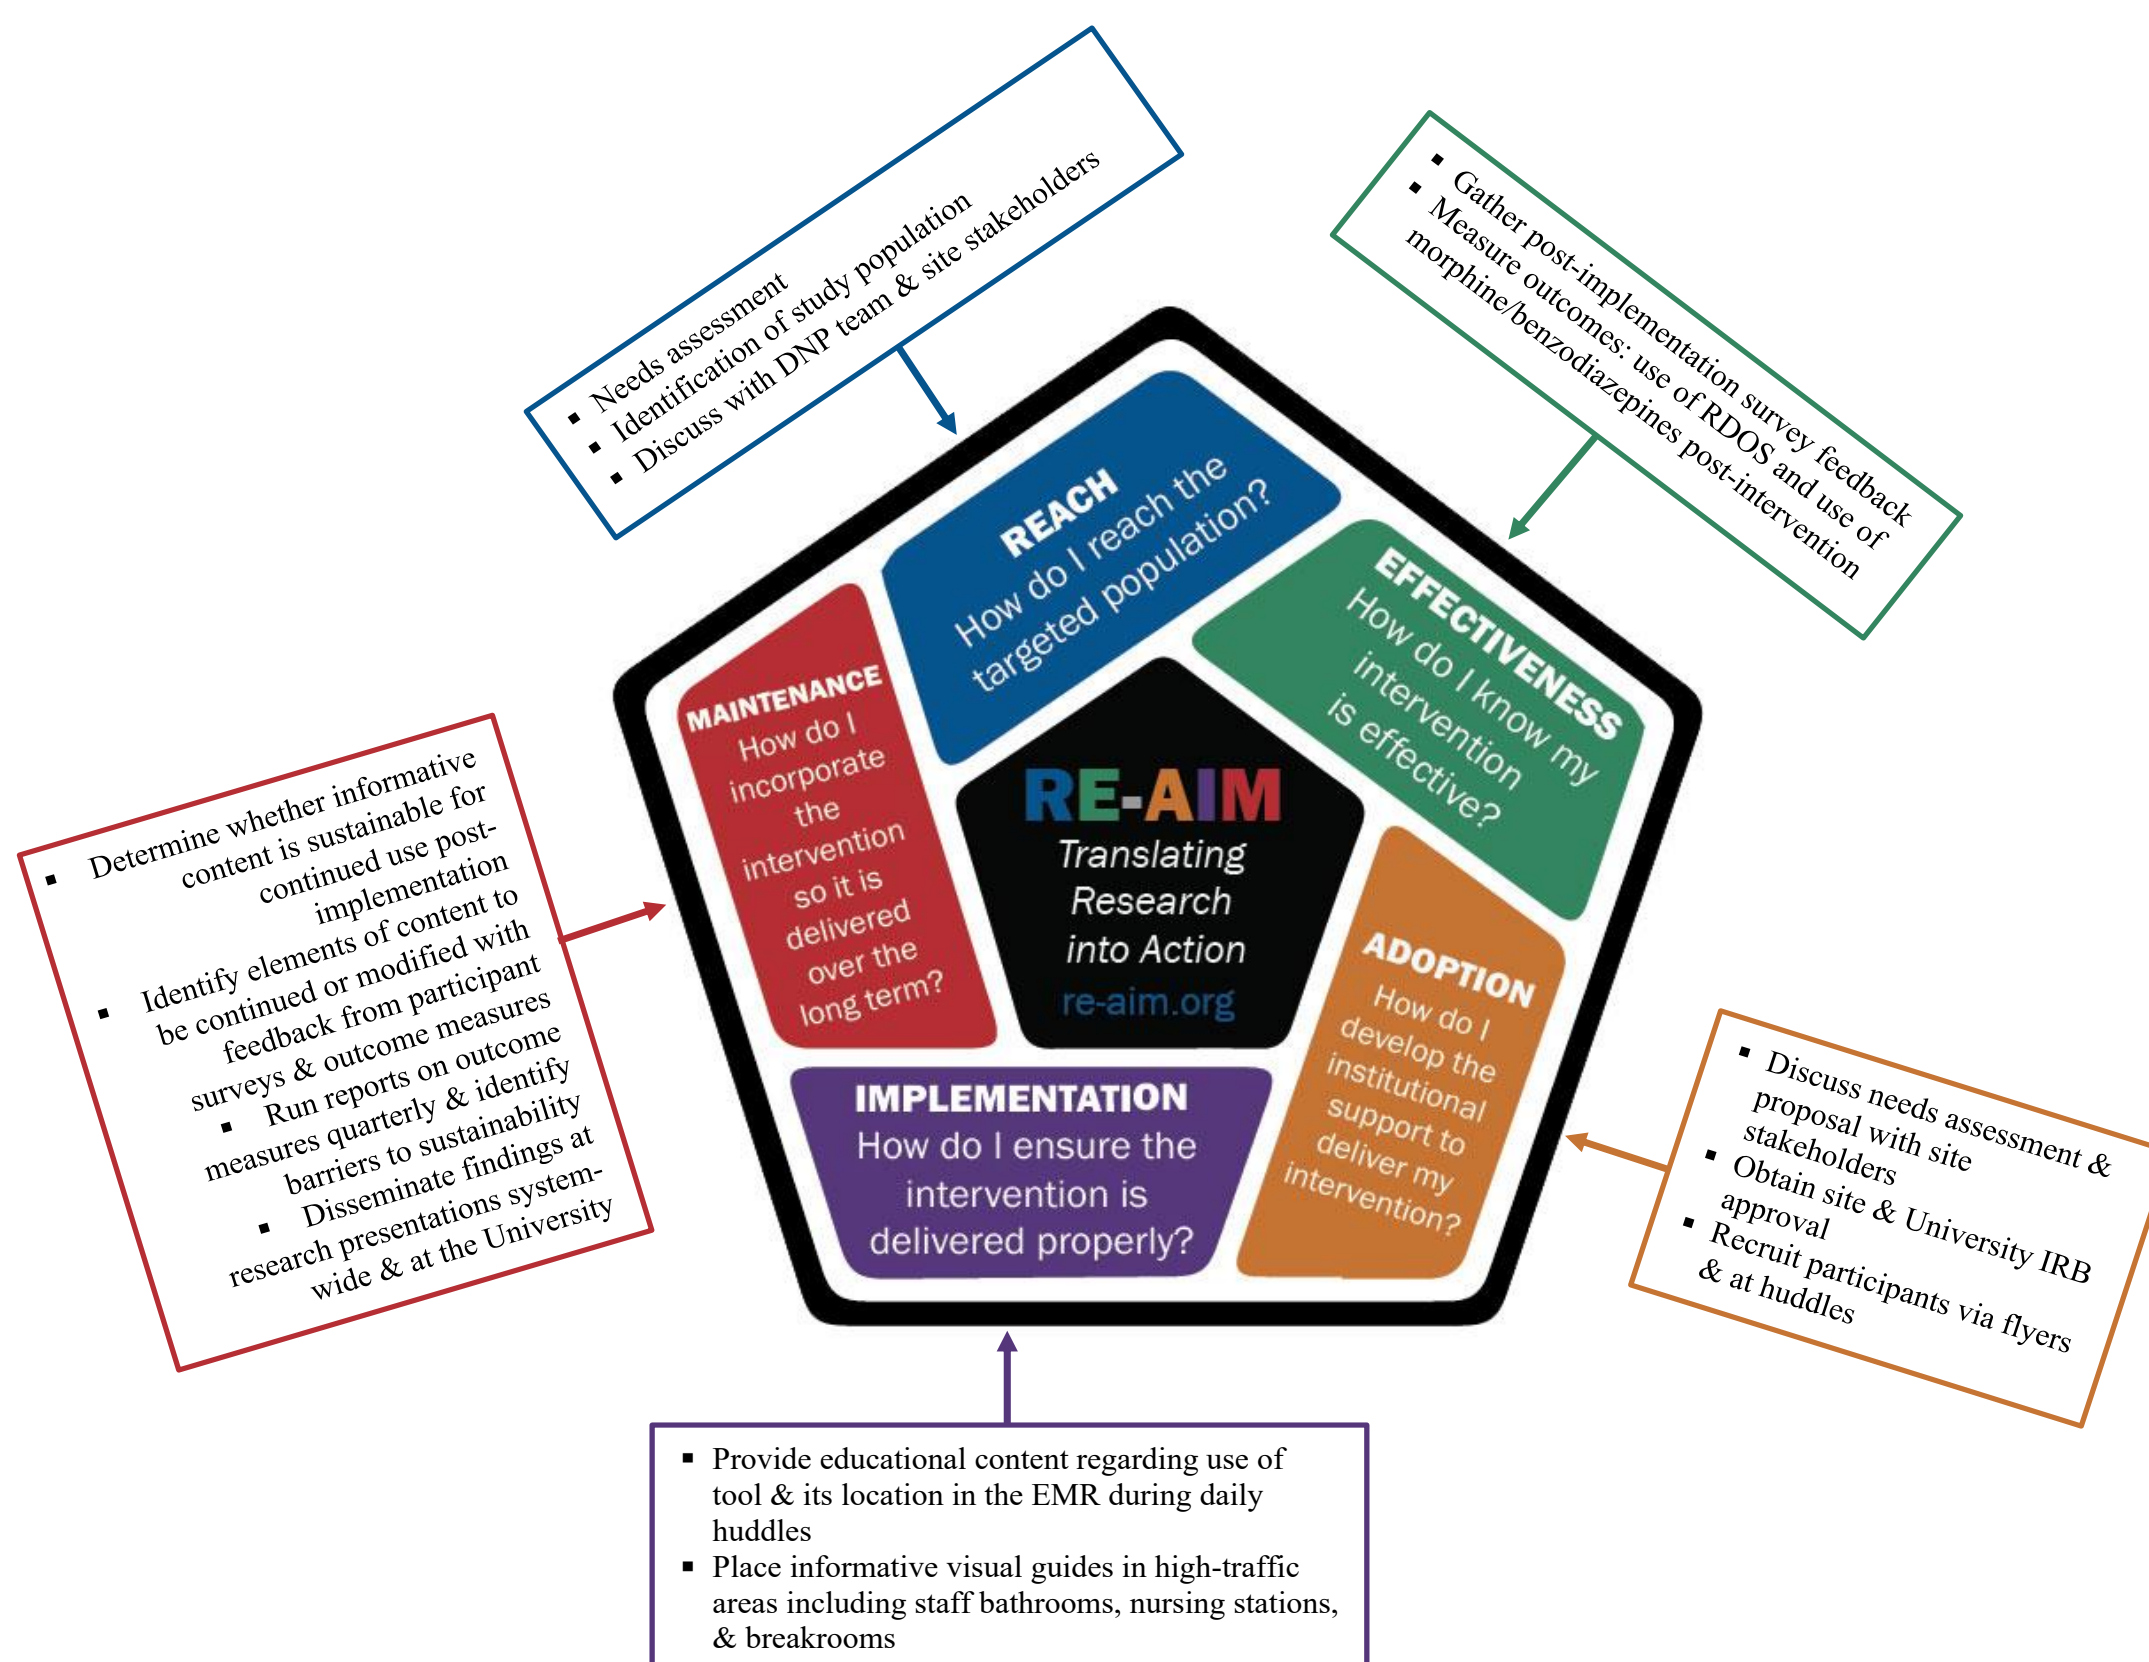 ▪ Needs assessment
▪ Identification of study population
▪ Discuss with DNP team & site stakeholders
▪ Gather post-implementation survey feedback
▪ Measure outcomes: use of RDOS and use of
morphine/benzodiazepines post-intervention
REACH
How do I reach the
targeted population?
EFFECTIVENESS
How do I know my
intervention
is effective?
MAINTENANCE
How do I
incorporate
the
intervention
so it is
delivered
over the
long term?
RE-AIM
Translating
Research
into Action
re-aim.org
ADOPTION
How do I
develop the
institutional
support to
deliver my
intervention?
IMPLEMENTATION
How do I ensure the
intervention is
delivered properly?
▪ Determine whether informative
content is sustainable for
continued use post-
implementation
▪ Identify elements of content to
be continued or modified with
feedback from participant
surveys & outcome measures
▪ Run reports on outcome
measures quarterly & identify
barriers to sustainability
▪ Disseminate findings at
research presentations system-
wide & at the University
▪ Discuss needs assessment &
proposal with site
stakeholders
▪ Obtain site & University IRB
approval
▪ Recruit participants via flyers
& at huddles
▪ Provide educational content regarding use of
tool & its location in the EMR during daily
huddles
▪ Place informative visual guides in high-traffic
areas including staff bathrooms, nursing stations,
& breakrooms